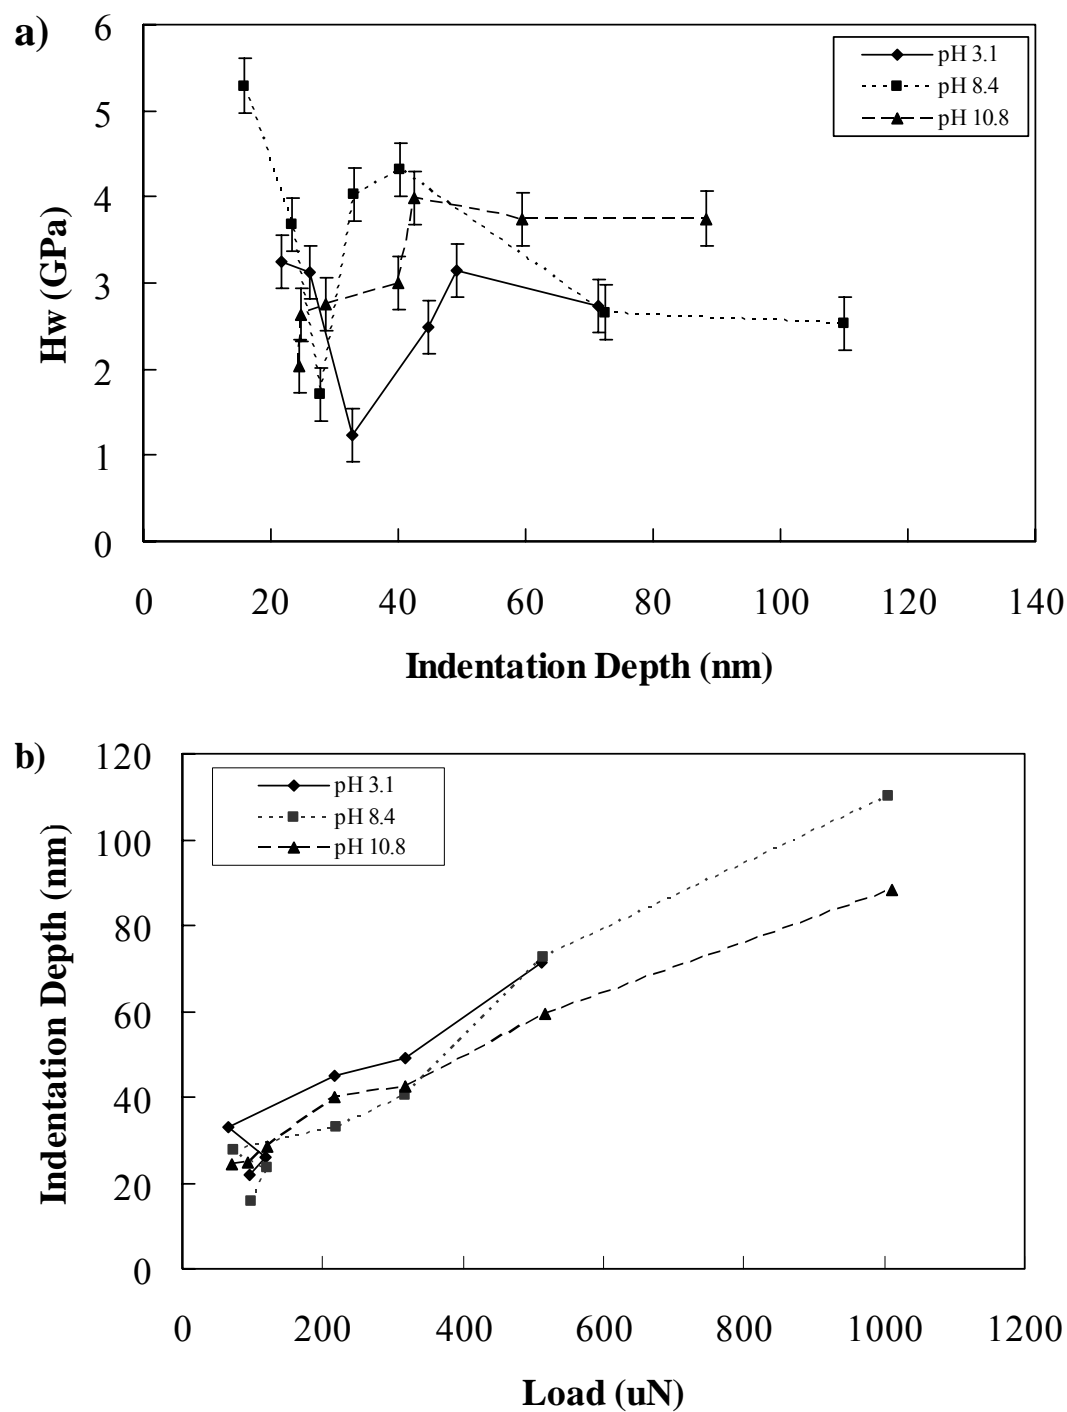 a)
6
5
4
3
2
1
0
Hw (GPa)
pH 3.1
pH 8.4
pH 10.8
0 20 40 60 80 100 120 140
Indentation Depth (nm)
b)
120
100
80
60
40
20
0
Indentation Depth (nm)
pH 3.1
pH 8.4
pH 10.8
0 200 400 600 800 1000 1200
Load (uN)